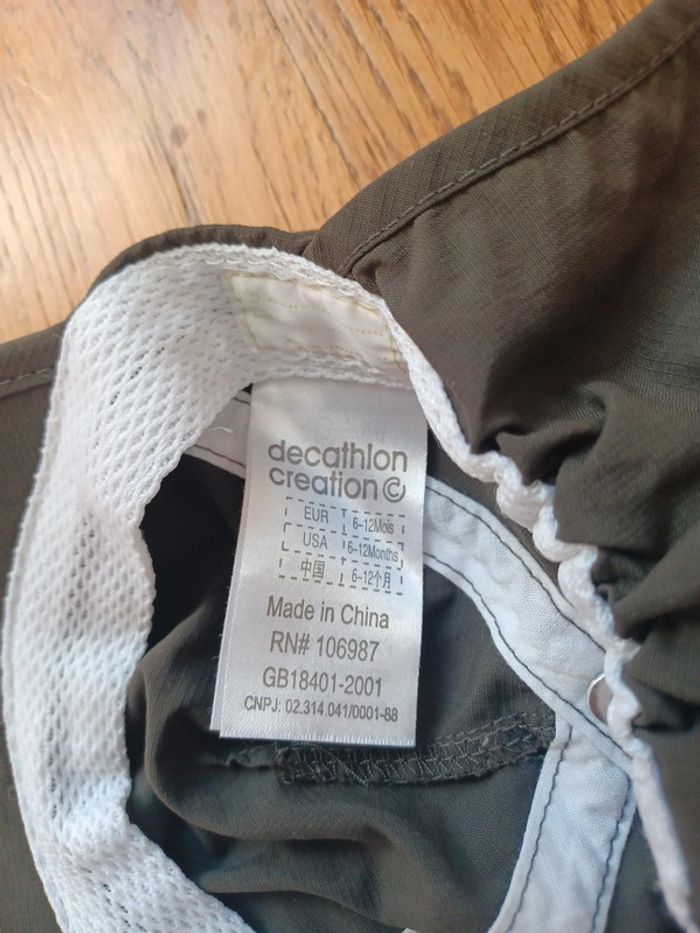 decathlon
creation
EUR 6-12Mois
USA 6-12Months
中国 6-12个月
Made in China
RN# 106987
GB18401-2001
CNPJ: 02.314.041/0001-88